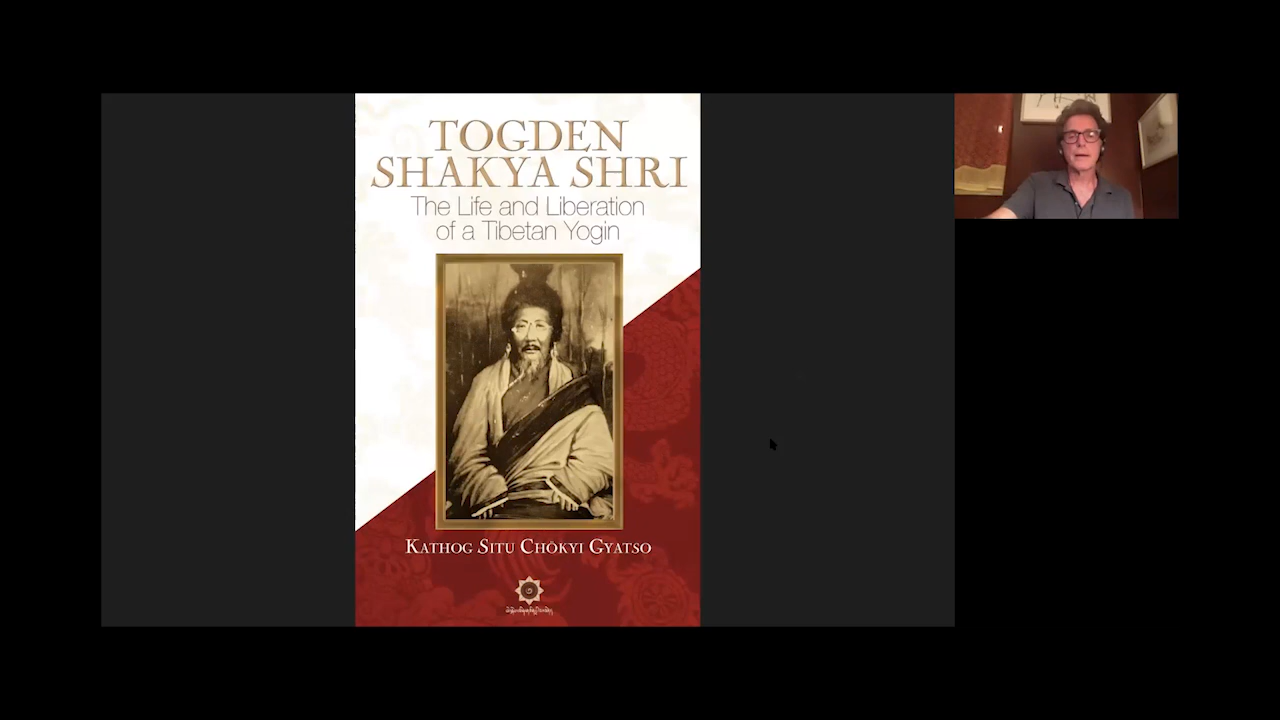 TOGDEN
SHAKYA SHRI
The Life and Liberation
of a Tibetan Yogin
KATHOG SITU CHÖKYI GYATSO